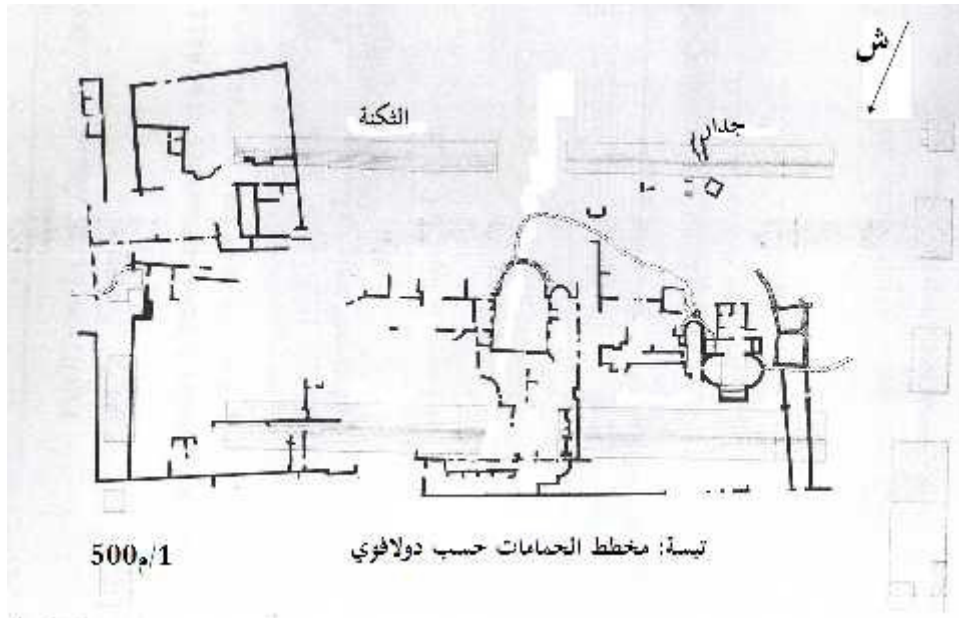 ش
الثكنة
جدار
تبسة: مخطط الحمامات حسب دولافوي
500م/1